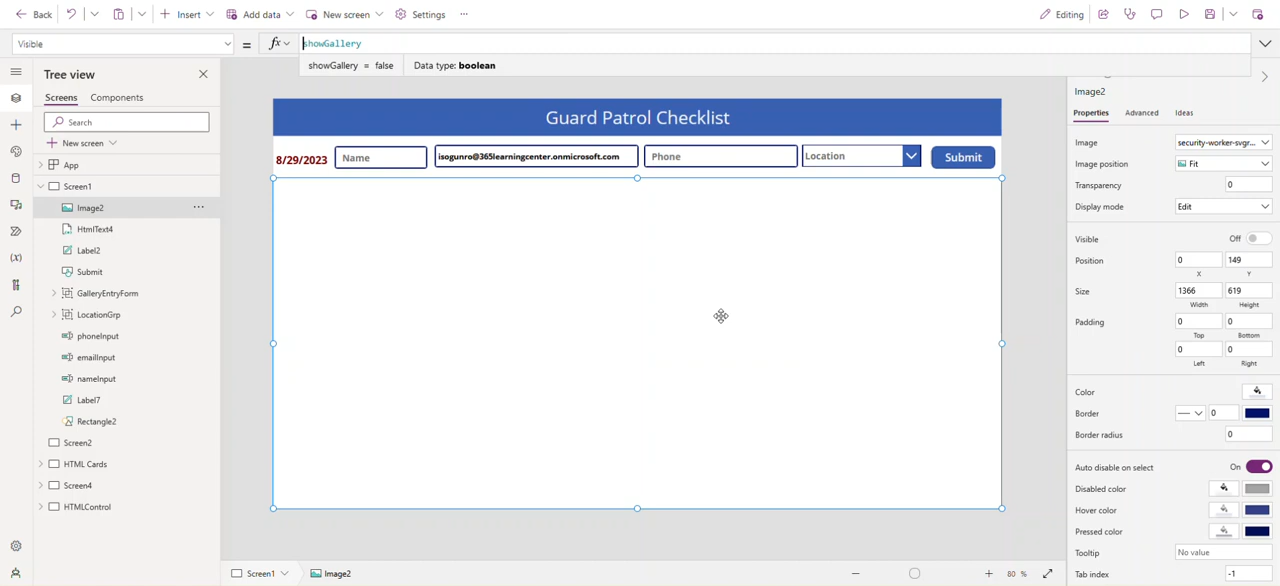 Back
Insert
Add data
New screen
Settings
Editing
Visible
=
fx
showGallery
showGallery = false
Data type: boolean
Tree view
Screens
Components
Search
New screen
App
Screen1
Image2
HtmlText4
Label2
Submit
GalleryEntryForm
LocationGrp
phoneInput
emailInput
nameInput
Label7
Rectangle2
Screen2
HTML Cards
Screen4
HTMLControl
Guard Patrol Checklist
8/29/2023
Name
isogunro@365learningcenter.onmicrosoft.com
Phone
Location
Submit
Image2
Properties
Advanced
Ideas
Image
security-worker-svgr...
Image position
Fit
Transparency
0
Display mode
Edit
Visible
Off
Position
0
149
X
Y
Size
1366
619
Width
Height
Padding
0
0
Top
Bottom
0
0
Left
Right
Color
Border
0
Border radius
0
Auto disable on select
On
Disabled color
Hover color
Pressed color
Tooltip
No value
Tab index
-1
Screen1
Image2
80 %